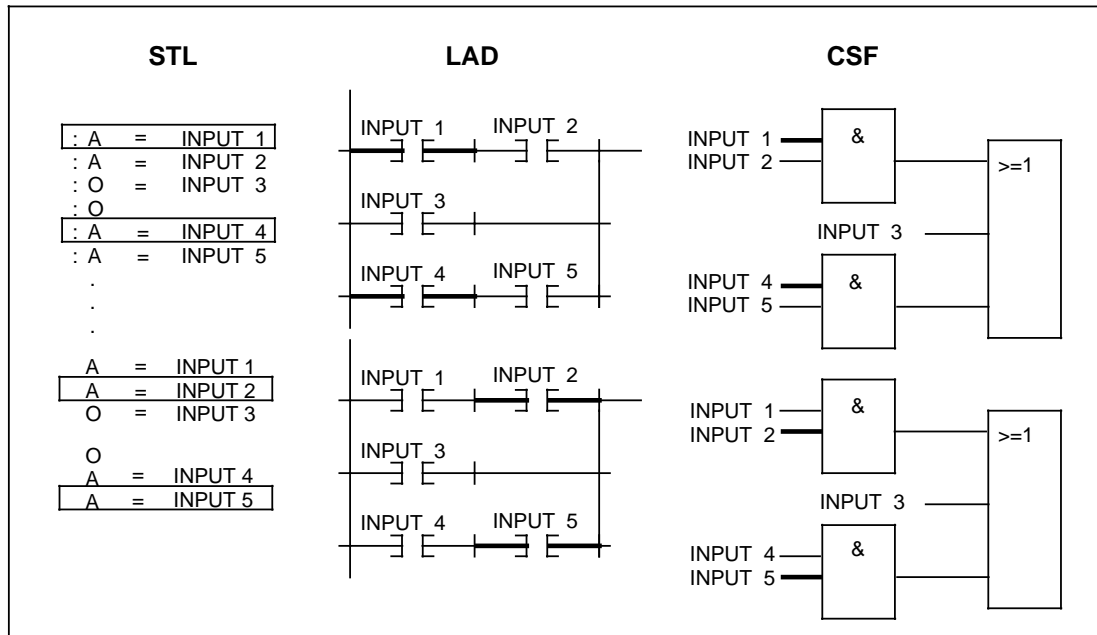 STL
: A = INPUT 1
: A = INPUT 2
: O = INPUT 3
: O
: A = INPUT 4
: A = INPUT 5
.
.
.
A = INPUT 1
A = INPUT 2
O = INPUT 3
O
A = INPUT 4
A = INPUT 5
LAD
INPUT 1 INPUT 2
INPUT 3
INPUT 4 INPUT 5
INPUT 1 INPUT 2
INPUT 3
INPUT 4 INPUT 5
CSF
INPUT 1
INPUT 2
&
>=1
INPUT 3
INPUT 4
INPUT 5
&
INPUT 1
INPUT 2
&
>=1
INPUT 3
INPUT 4
INPUT 5
&